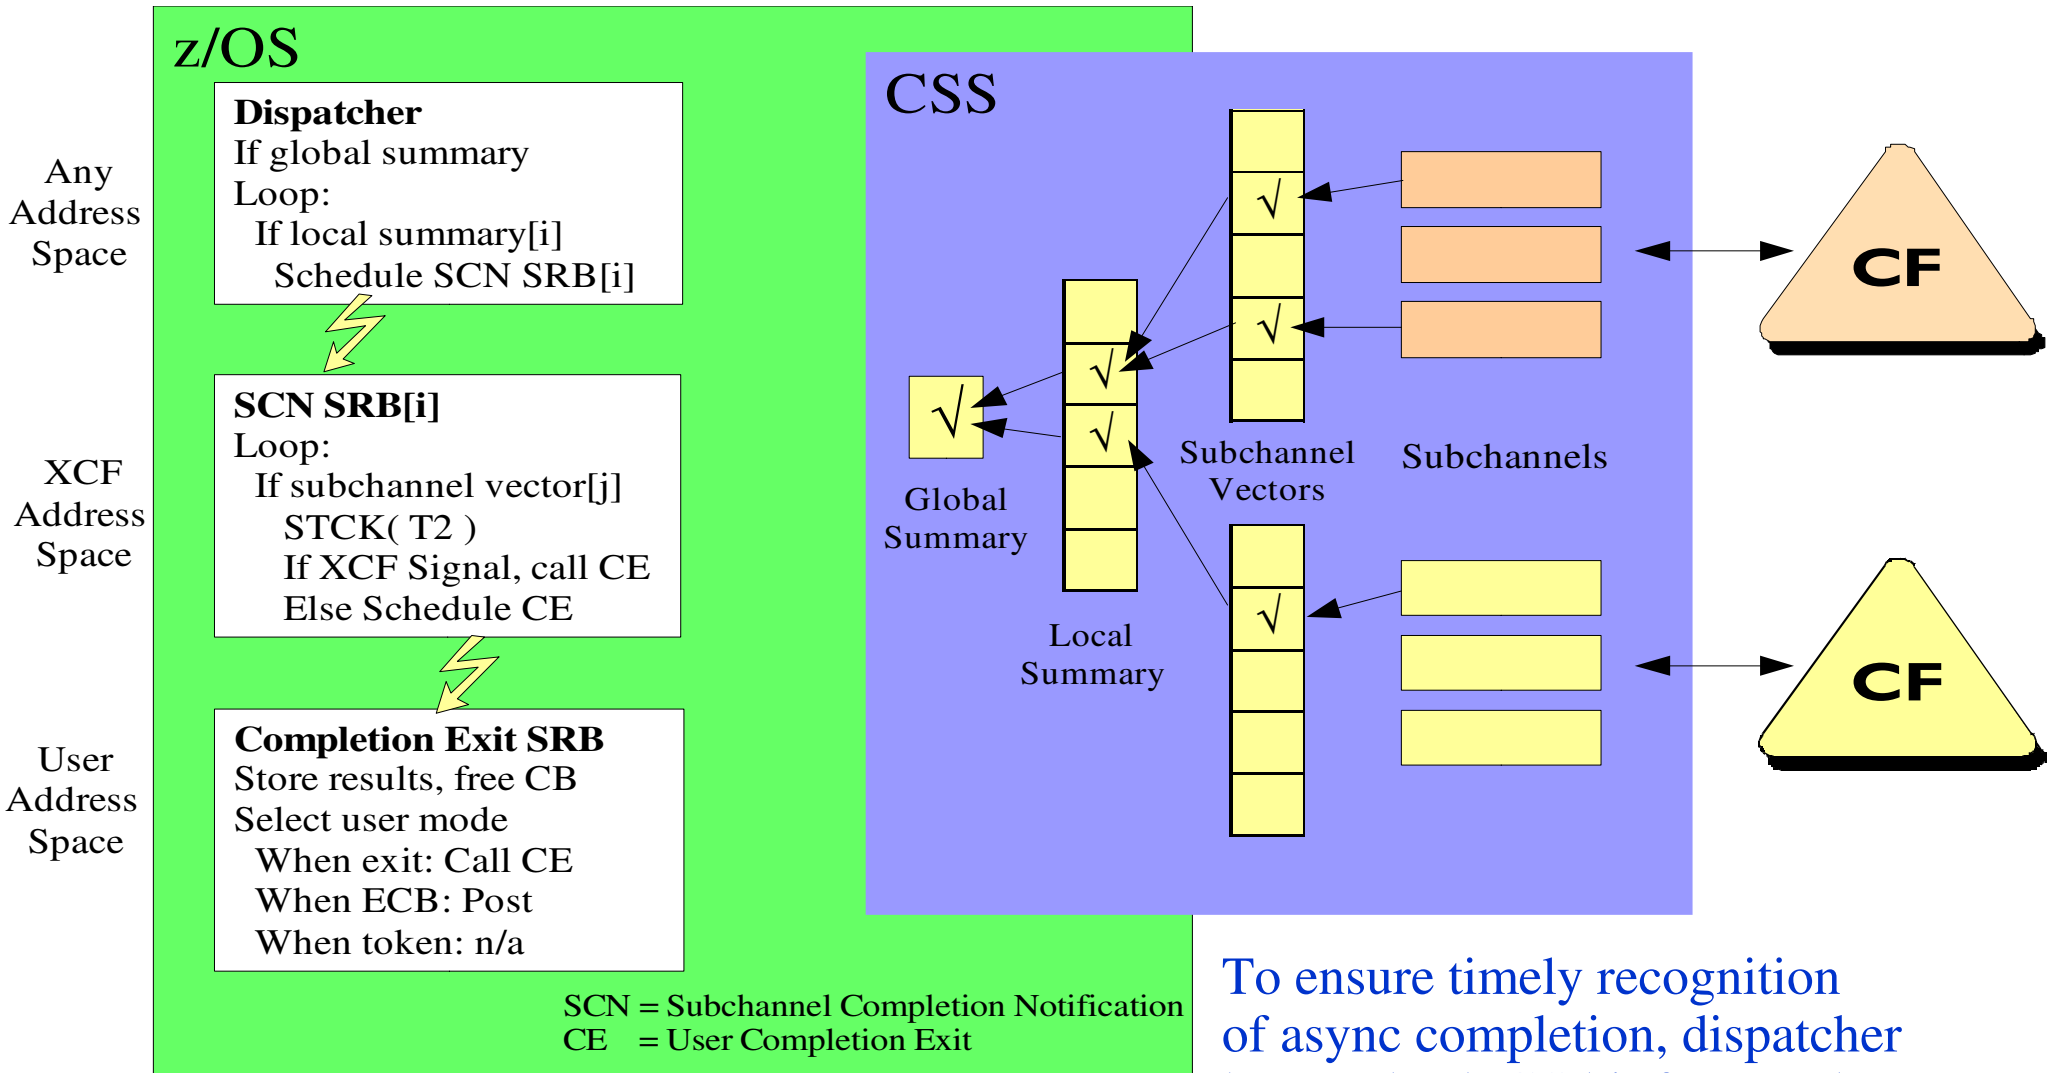 z/OS
Any
Address
Space
Dispatcher
If global summary
Loop:
If local summary[i]
Schedule SCN SRB[i]
XCF
Address
Space
SCN SRB[i]
Loop:
If subchannel vector[j]
STCK( T2 )
If XCF Signal, call CE
Else Schedule CE
User
Address
Space
Completion Exit SRB
Store results, free CB
Select user mode
When exit: Call CE
When ECB: Post
When token: n/a
SCN = Subchannel Completion Notification
CE = User Completion Exit
CSS
√
Global
Summary
√
√
Local
Summary
√
√
Subchannel
Vectors
√
Subchannels
CF
CF
To ensure timely recognition
of async completion, dispatcher